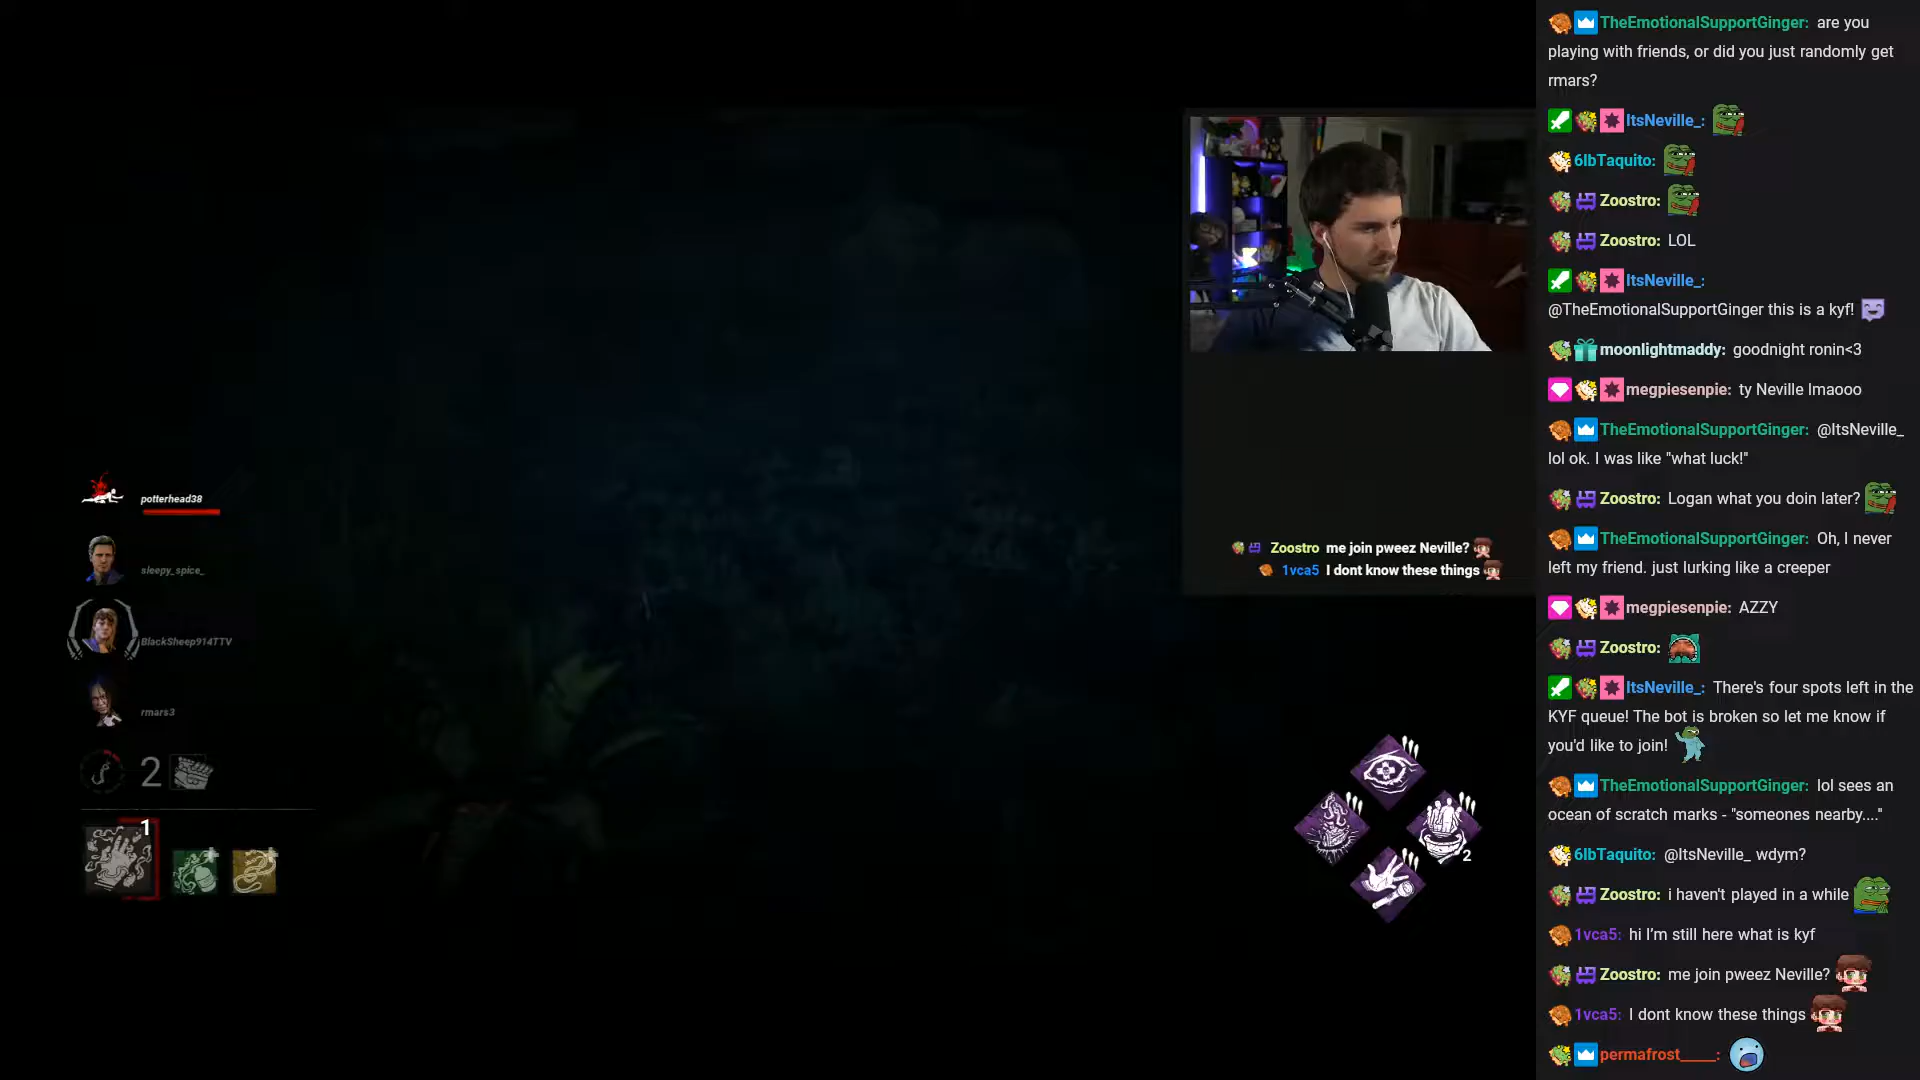 potterhead38
sleepy_spice_
BlackSheep914TTV
rmars3
2
1
2
Zoostro me join pweez Neville?
1vca5 I dont know these things
TheEmotionalSupportGinger: are you
playing with friends, or did you just randomly get
rmars?
ItsNeville_:
6lbTaquito:
Zoostro:
Zoostro: LOL
ItsNeville_:
@TheEmotionalSupportGinger this is a kyf!
moonlightmaddy: goodnight ronin<3
megpiesenpie: ty Neville lmaooo
TheEmotionalSupportGinger: @ItsNeville_
lol ok. I was like "what luck!"
Zoostro: Logan what you doin later?
TheEmotionalSupportGinger: Oh, I never
left my friend. just lurking like a creeper
megpiesenpie: AZZY
Zoostro:
ItsNeville_: There's four spots left in the
KYF queue! The bot is broken so let me know if
you'd like to join!
TheEmotionalSupportGinger: lol sees an
ocean of scratch marks - "someones nearby...."
6lbTaquito: @ItsNeville_ wdym?
Zoostro: i haven't played in a while
1vca5: hi I'm still here what is kyf
Zoostro: me join pweez Neville?
1vca5: I dont know these things
permafrost_____: